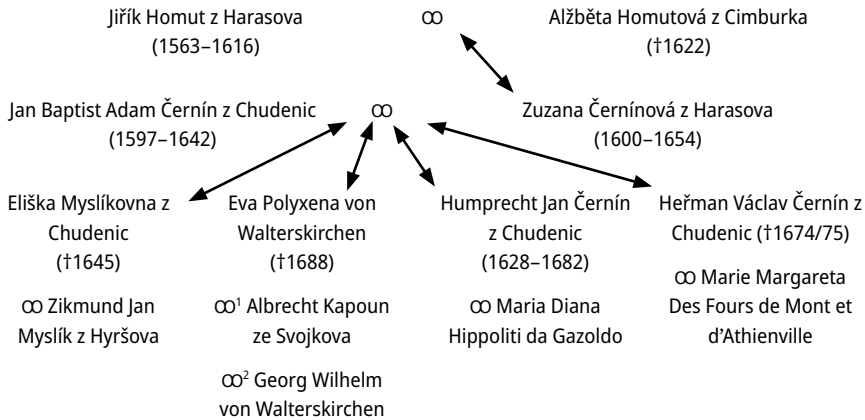 Jiřík Homut z Harasova ꝏ Alžběta Homutová z Cimburka
(1563–1616) (†1622)
Jan Baptist Adam Černín z Chudenic ꝏ Zuzana Černínová z Harasova
(1597–1642) (1600–1654)
Eliška Myslíkovna z
Chudenic
(†1645)
ꝏ Zikmund Jan
Myslík z Hyršova
Eva Polyxena von
Walterskirchen
(†1688)
ꝏ¹ Albrecht Kapoun
ze Svojkova
ꝏ² Georg Wilhelm
von Walterskirchen
Humprecht Jan Černín
z Chudenic
(1628–1682)
ꝏ Maria Diana
Hippoliti da Gazoldo
Heřman Václav Černín z
Chudenic (†1674/75)
ꝏ Marie Margareta
Des Fours de Mont et
d’Athienville